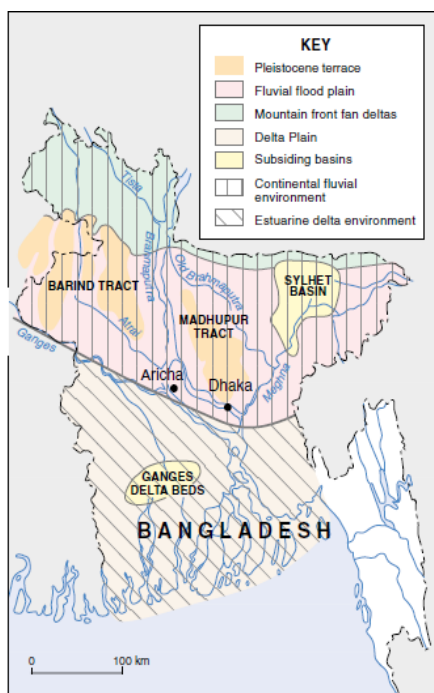 KEY
Pleistocene terrace
Fluvial flood plain
Mountain front fan deltas
Delta Plain
Subsiding basins
Continental fluvial
environment
Estuarine delta environment
Tista
Brahmaputra
Old Brahmaputra
SYLHET
BASIN
BARIND TRACT
MADHUPUR
TRACT
Atrai
Meghna
Ganges
Aricha
Dhaka
GANGES
DELTA BEDS
BANGLADESH
0 100 km